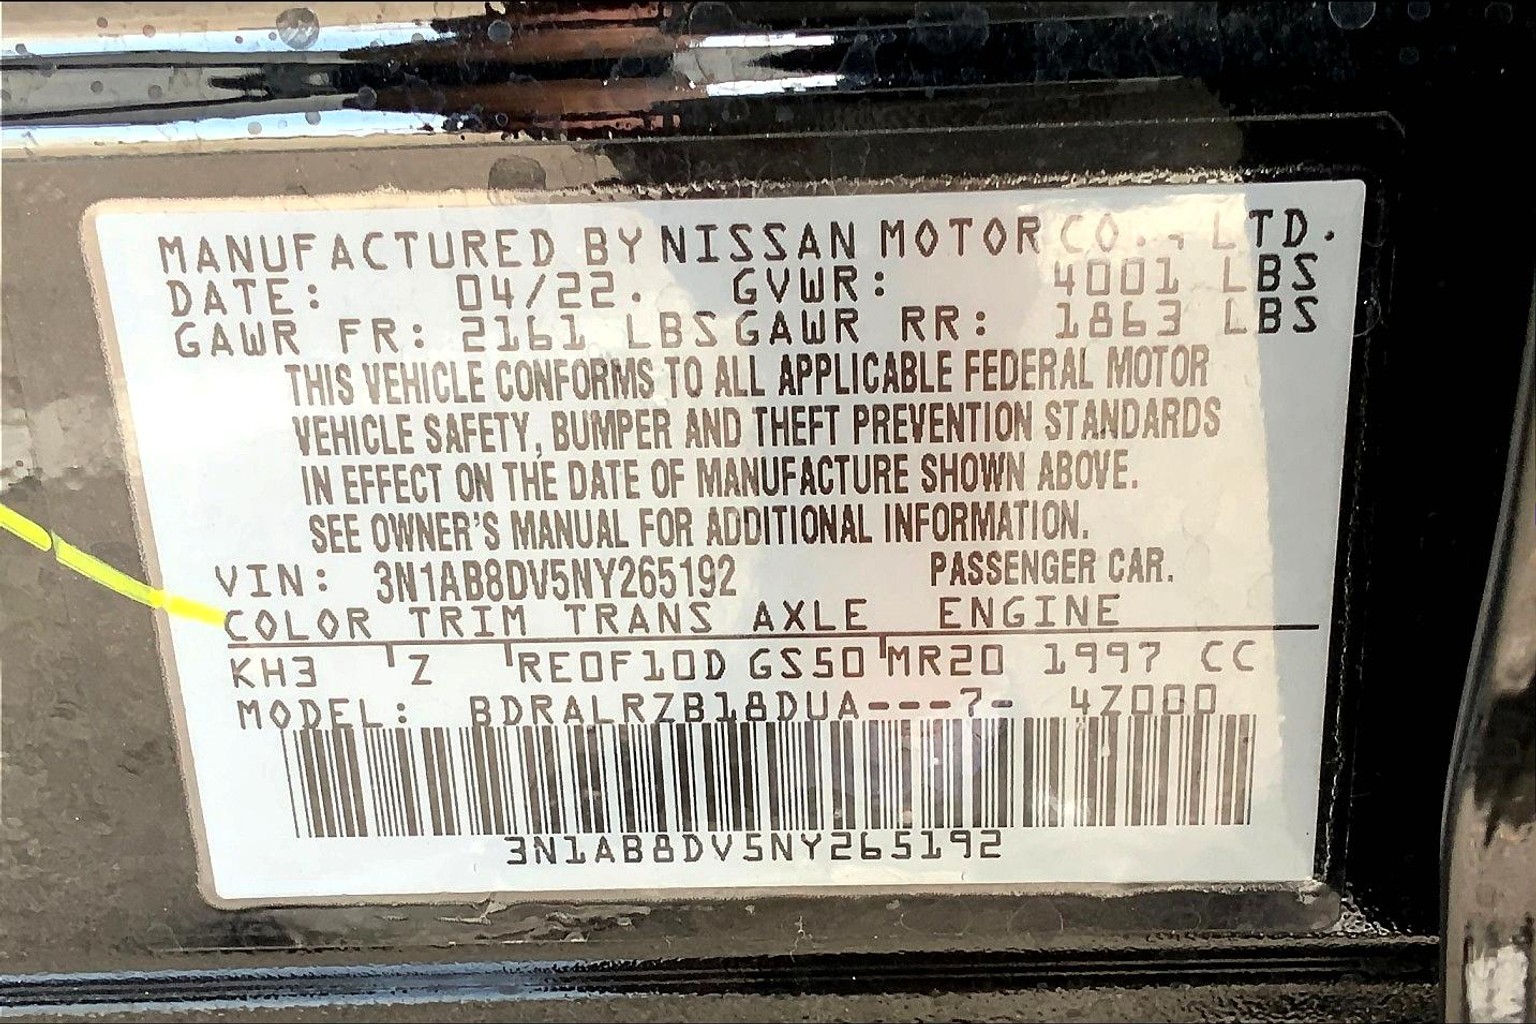 MANUFACTURED BY NISSAN MOTOR CO., LTD.
DATE: 04/22. GVWR: 4001 LBS
GAWR FR: 2161 LBS GAWR RR: 1863 LBS
THIS VEHICLE CONFORMS TO ALL APPLICABLE FEDERAL MOTOR
VEHICLE SAFETY, BUMPER AND THEFT PREVENTION STANDARDS
IN EFFECT ON THE DATE OF MANUFACTURE SHOWN ABOVE.
SEE OWNER'S MANUAL FOR ADDITIONAL INFORMATION.
VIN: 3N1AB8DV5NY265192 PASSENGER CAR.
COLOR TRIM TRANS AXLE ENGINE
KH3 Z RE0F10D GS50 MR20 1997 CC
MODEL: BDRALRZB18DUA---7- 4Z000
3N1AB8DV5NY265192